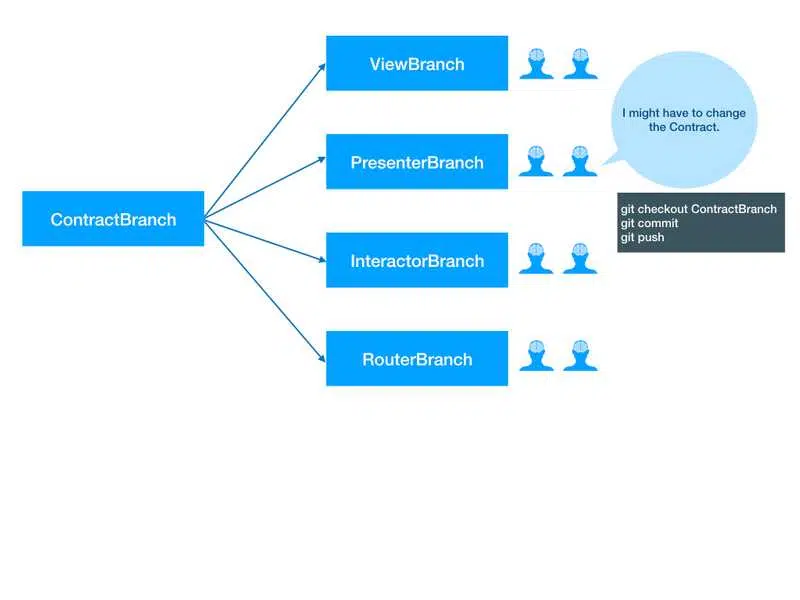 ViewBranch
I might have to change
the Contract.
PresenterBranch
ContractBranch
git checkout ContractBranch
git commit
git push
InteractorBranch
RouterBranch